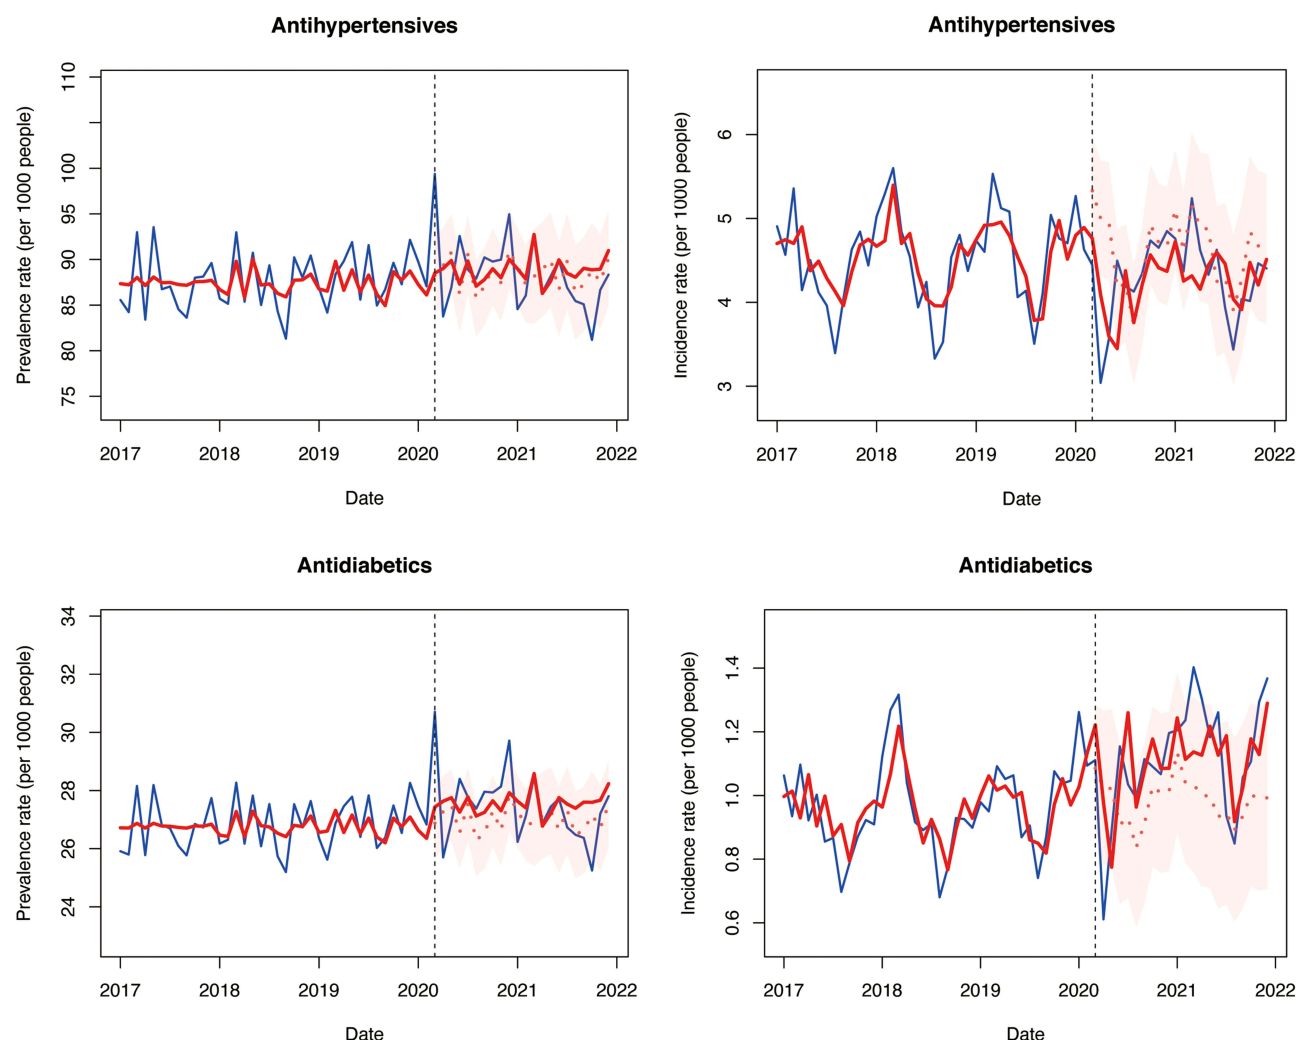 Antihypertensives
Prevalence rate (per 1000 people)
110
100
95
90
85
80
75
2017 2018 2019 2020 2021 2022
Date
Antihypertensives
Incidence rate (per 1000 people)
6
5
4
3
2017 2018 2019 2020 2021 2022
Date
Antidiabetics
Prevalence rate (per 1000 people)
34
32
30
28
26
24
2017 2018 2019 2020 2021 2022
Date
Antidiabetics
Incidence rate (per 1000 people)
1.4
1.2
1.0
0.8
0.6
2017 2018 2019 2020 2021 2022
Date